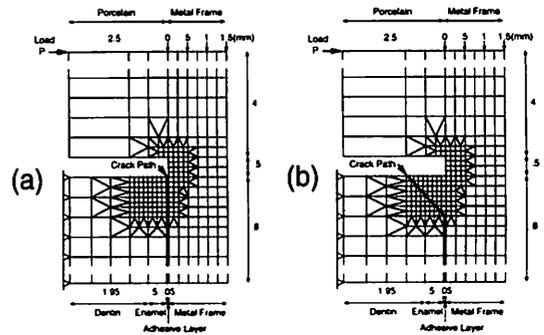 Porcelain Metal Frame
Load
P
2.5 0 .5 1 1.5(mm)
4
.5
6
Crack Path
(a)
1.95 .5 .05
Dentin Enamel Metal Frame
Adhesive Layer
Porcelain Metal Frame
Load
P
2.5 0 .5 1 1.5(mm)
4
.5
6
Crack Path
(b)
1.95 .5 .05
Dentin Enamel Metal Frame
Adhesive Layer